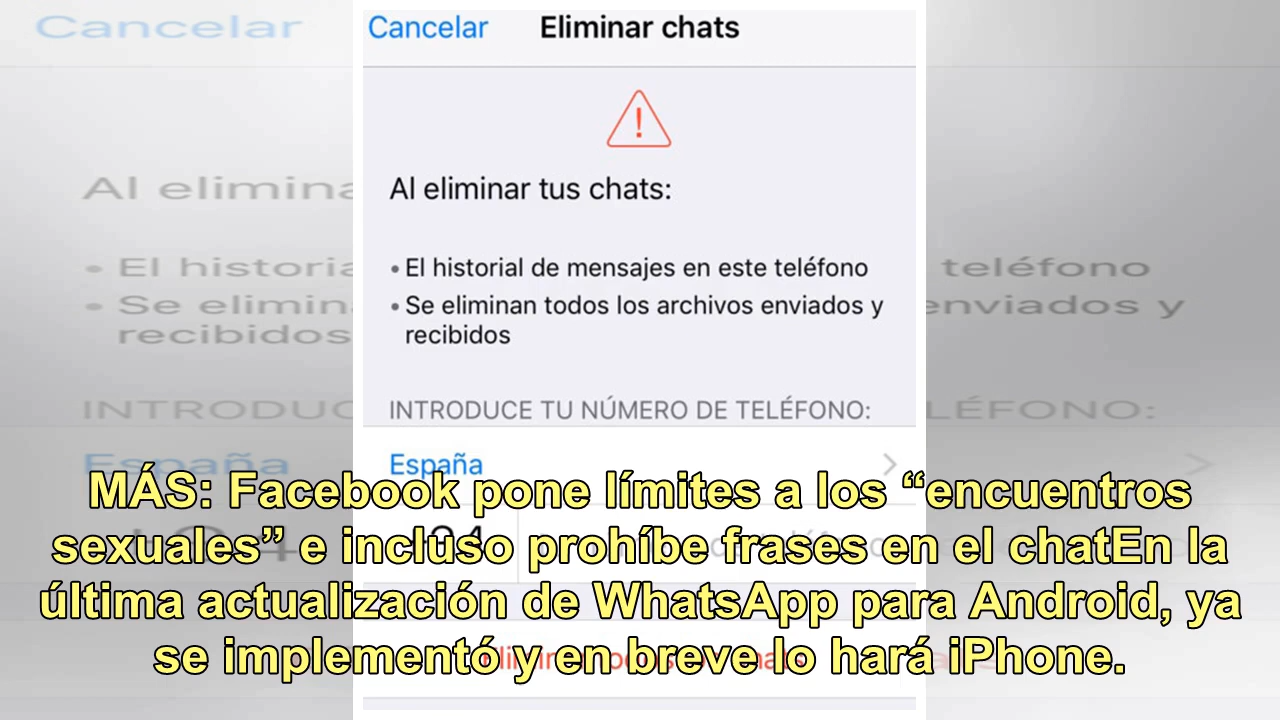 Cancelar Eliminar chats
Al eliminar tus chats:
• El historial de mensajes en este teléfono
• Se eliminan todos los archivos enviados y
recibidos
INTRODUCE TU NÚMERO DE TELÉFONO:
España
MÁS: Facebook pone límites a los “encuentros
sexuales” e incluso prohíbe frases en el chatEn la
última actualización de WhatsApp para Android, ya
se implementó y en breve lo hará iPhone.